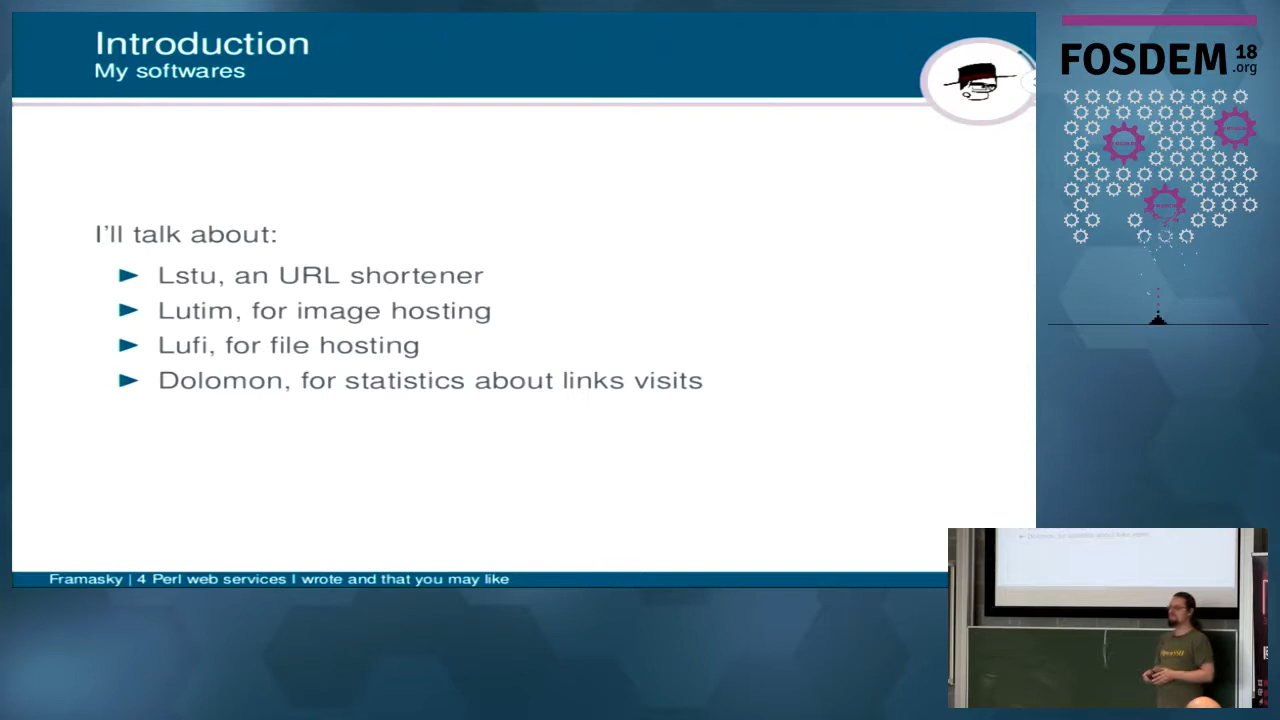 Introduction
My softwares
I'll talk about:
Lstu, an URL shortener
Lutim, for image hosting
Lufi, for file hosting
Dolomon, for statistics about links visits
Framasky | 4 Perl web services I wrote and that you may like
FOSDEM 18
.org